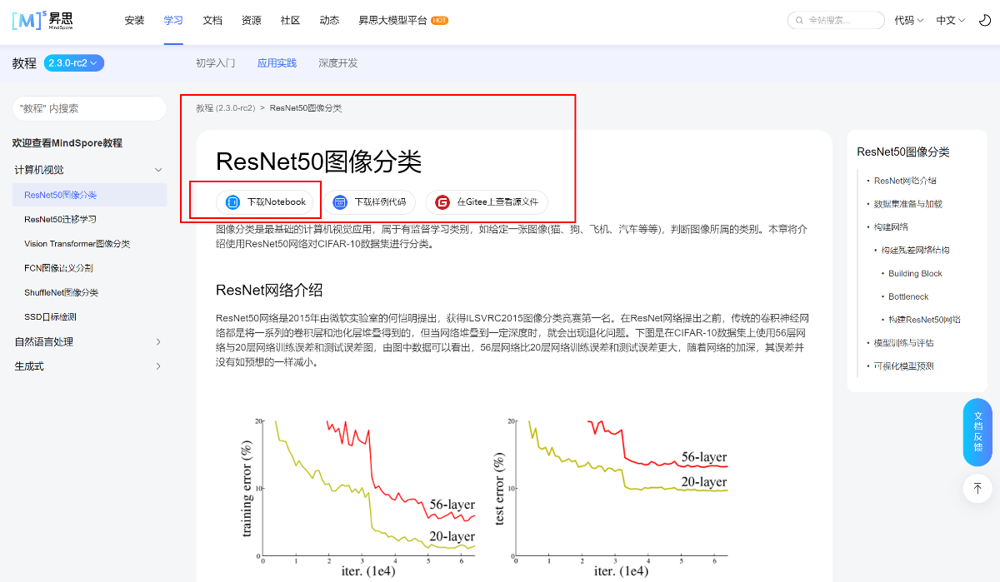 [M]s 昇思 MindSpore 安装 学习 文档 资源 社区 动态 昇思大模型平台 HOT 全站搜索... 代码 中文
教程 2.3.0-rc2 初学入门 应用实践 深度开发
"教程" 内搜索
欢迎查看MindSpore教程
计算机视觉
ResNet50图像分类
ResNet50迁移学习
Vision Transformer图像分类
FCN图像语义分割
ShuffleNet图像分类
SSD目标检测
自然语言处理
生成式
教程 (2.3.0-rc2) > ResNet50图像分类
ResNet50图像分类
下载Notebook 下载样例代码 在Gitee上查看源文件
图像分类是最基础的计算机视觉应用，属于有监督学习类别，如给定一张图像(猫、狗、飞机、汽车等等)，判断图像所属的类别。本章将介
绍使用ResNet50网络对CIFAR-10数据集进行分类。
ResNet网络介绍
ResNet50网络是2015年由微软实验室的何恺明提出，获得ILSVRC2015图像分类竞赛第一名。在ResNet网络提出之前，传统的卷积神经网
络都是将一系列的卷积层和池化层堆叠得到的，但当网络堆叠到一定深度时，就会出现退化问题。下图是在CIFAR-10数据集上使用56层网
络与20层网络训练误差和测试误差图，由图中数据可以看出，56层网络比20层网络训练误差和测试误差更大，随着网络的加深，其误差并
没有如预想的一样减小。
20
10
0
training error (%)
56-layer
20-layer
0 1 2 3 4 5 6
iter. (1e4)
20
10
0
test error (%)
56-layer
20-layer
0 1 2 3 4 5 6
iter. (1e4)
ResNet50图像分类
• ResNet网络介绍
• 数据集准备与加载
• 构建网络
• 构建残差网络结构
• Building Block
• Bottleneck
• 构建ResNet50网络
• 模型训练与评估
• 可视化模型预测
文档反馈